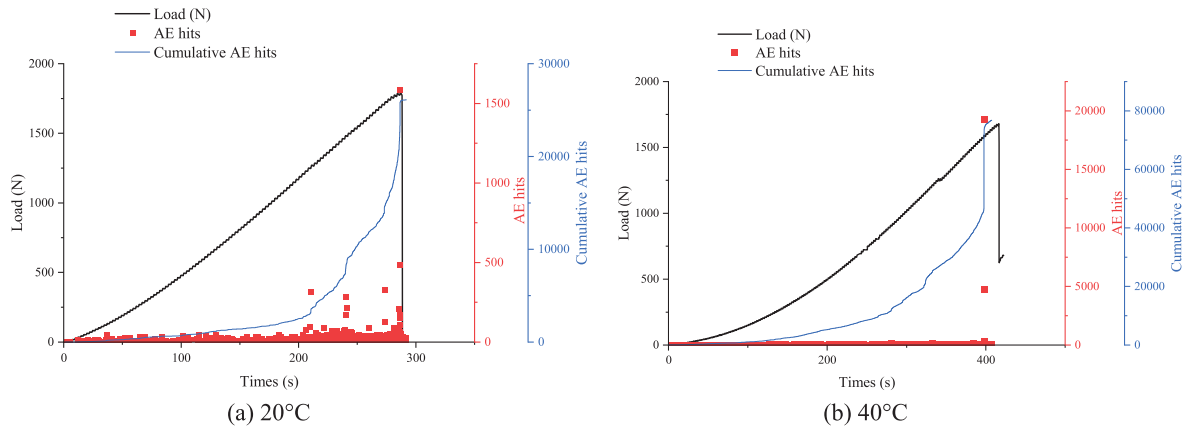 Load (N)
AE hits
Cumulative AE hits
2000
1500
1000
500
0
Load (N)
0
100
200
300
Times (s)
1500
1000
500
0
AE hits
30000
20000
10000
0
Cumulative AE hits
(a) 20°C
Load (N)
AE hits
Cumulative AE hits
2000
1500
1000
500
0
Load (N)
0
200
400
Times (s)
20000
15000
10000
5000
0
AE hits
80000
60000
40000
20000
0
Cumulative AE hits
(b) 40°C